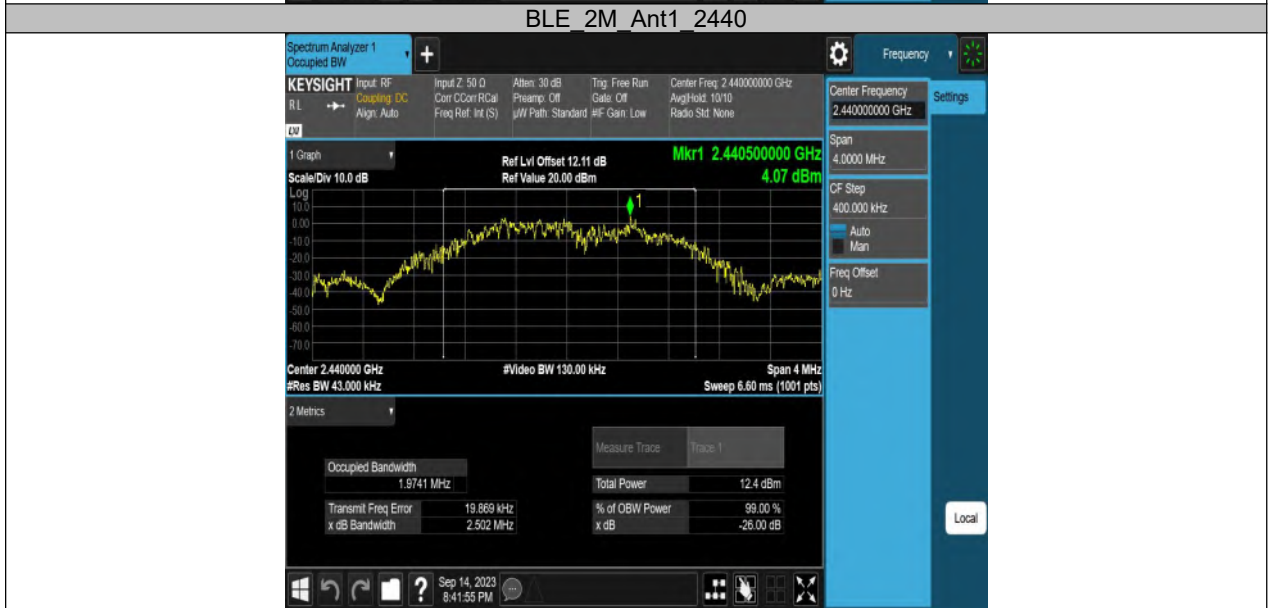 BLE_2M_Ant1_2440
Spectrum Analyzer 1
Occupied BW
+
Frequency
KEYSIGHT
Input: RF
Input Z: 50 Ω
Atten: 30 dB
Trig: Free Run
Center Freq: 2.440000000 GHz
RL
Coupling: DC
Corr CCorr RCal
Preamp: Off
Gate: Off
Avg|Hold: 10/10
Align: Auto
Freq Ref: Int (S)
µW Path: Standard
#IF Gain: Low
Radio Std: None
LXI
Center Frequency
2.440000000 GHz
Settings
Span
4.0000 MHz
CF Step
400.000 kHz
Auto
Man
Freq Offset
0 Hz
1 Graph
Ref Lvl Offset 12.11 dB
Mkr1 2.440500000 GHz
Scale/Div 10.0 dB
Ref Value 20.00 dBm
4.07 dBm
Log
1
10.0
0.00
-10.0
-20.0
-30.0
-40.0
-50.0
-60.0
-70.0
Center 2.440000 GHz
#Video BW 130.00 kHz
Span 4 MHz
#Res BW 43.000 kHz
Sweep 6.60 ms (1001 pts)
2 Metrics
Measure Trace
Trace 1
Occupied Bandwidth
1.9741 MHz
Total Power
12.4 dBm
Transmit Freq Error
19.869 kHz
% of OBW Power
99.00 %
x dB Bandwidth
2.502 MHz
x dB
-26.00 dB
Local
?
Sep 14, 2023
8:41:55 PM